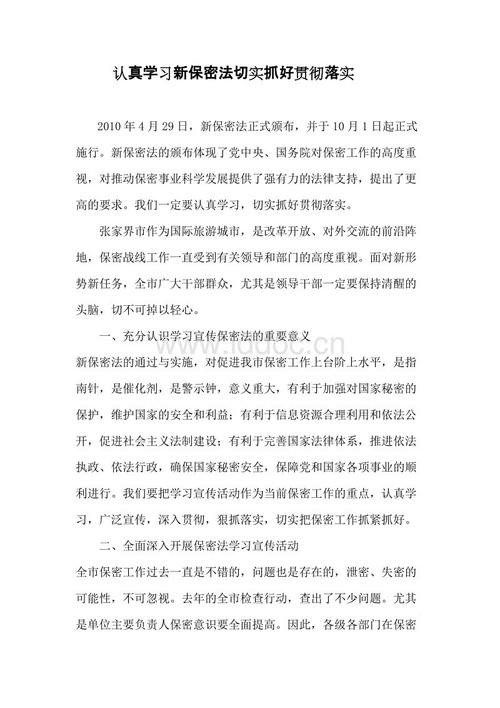 认真学习新保密法切实抓好贯彻落实
2010 年 4 月 29 日，新保密法正式颁布，并于 10 月 1 日起正式
施行。新保密法的颁布体现了党中央、国务院对保密工作的高度重
视，对推动保密事业科学发展提供了强有力的法律支持，提出了更
高的要求。我们一定要认真学习，切实抓好贯彻落实。
张家界市作为国际旅游城市，是改革开放、对外交流的前沿阵
地，保密战线工作一直受到有关领导和部门的高度重视。面对新形
势新任务，全市广大干部群众，尤其是领导干部一定要保持清醒的
头脑，切不可掉以轻心。
一、充分认识学习宣传保密法的重要意义
新保密法的通过与实施，对促进我市保密工作上台阶上水平，是指
南针，是催化剂，是警示钟，意义重大，有利于加强对国家秘密的
保护，维护国家的安全和利益；有利于信息资源合理利用和依法公
开，促进社会主义法制建设；有利于完善国家法律体系，推进依法
执政、依法行政，确保国家秘密安全，保障党和国家各项事业的顺
利进行。我们要把学习宣传活动作为当前保密工作的重点，认真学
习，广泛宣传，深入贯彻，狠抓落实，切实把保密工作抓紧抓好。
二、全面深入开展保密法学习宣传活动
全市保密工作过去一直是不错的，问题也是存在的，泄密、失密的
可能性，不可忽视。去年的全市检查行动，查出了不少问题。尤其
是单位主要负责人保密意识要全面提高。因此，各级各部门在保密